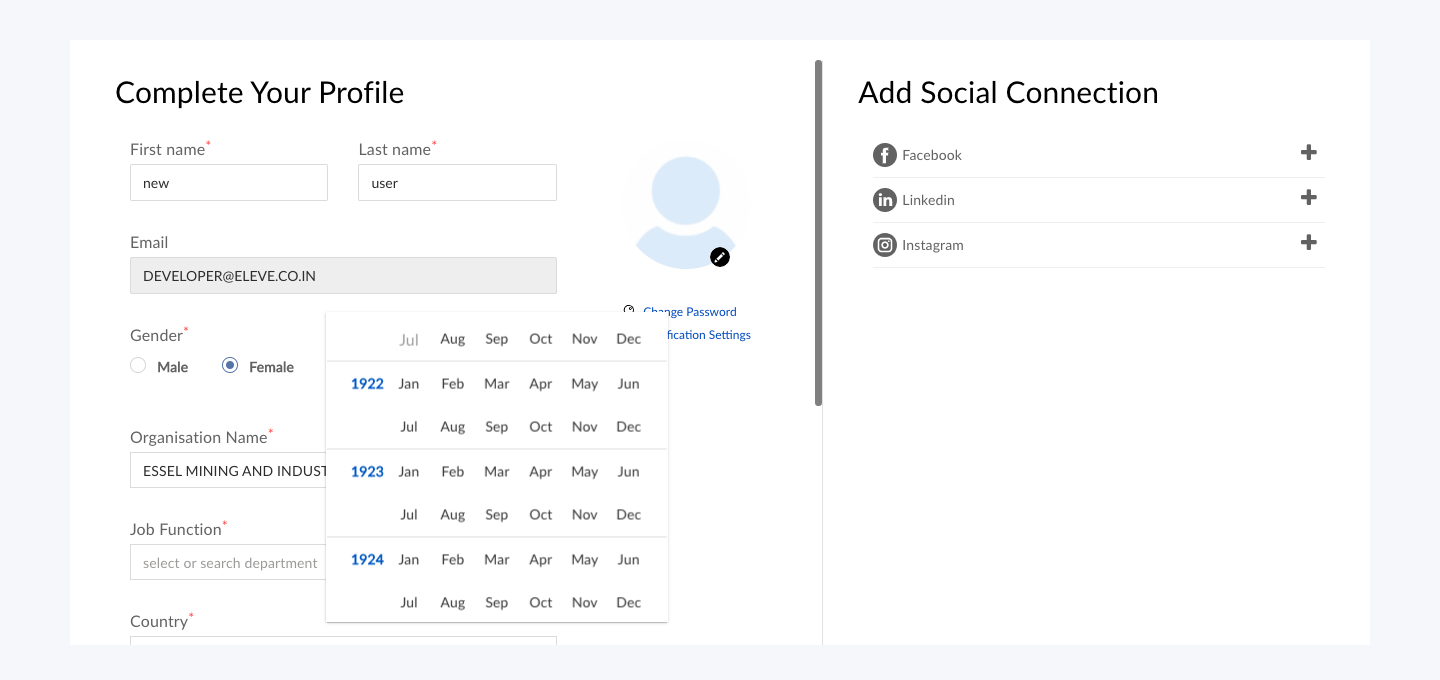 Complete Your Profile
First name*
Last name*
new
user
Email
DEVELOPER@ELEVE.CO.IN
Change Password
fication Settings
Gender*
Male
Female
Jul Aug Sep Oct Nov Dec
1922 Jan Feb Mar Apr May Jun
Jul Aug Sep Oct Nov Dec
1923 Jan Feb Mar Apr May Jun
Jul Aug Sep Oct Nov Dec
1924 Jan Feb Mar Apr May Jun
Jul Aug Sep Oct Nov Dec
Organisation Name*
ESSEL MINING AND INDUST
Job Function*
select or search department
Country*
Add Social Connection
Facebook
Linkedin
Instagram